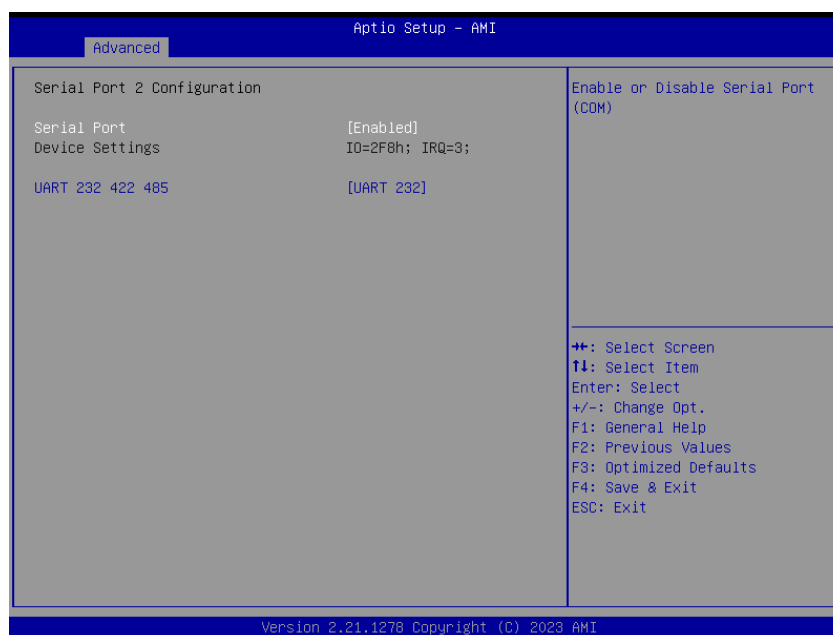 Aptio Setup - AMI
Advanced
Serial Port 2 Configuration
Serial Port [Enabled]
Device Settings IO=2F8h; IRQ=3;
UART 232 422 485 [UART 232]
Enable or Disable Serial Port
(COM)
→←: Select Screen
↑↓: Select Item
Enter: Select
+/-: Change Opt.
F1: General Help
F2: Previous Values
F3: Optimized Defaults
F4: Save & Exit
ESC: Exit
Version 2.21.1278 Copyright (C) 2023 AMI